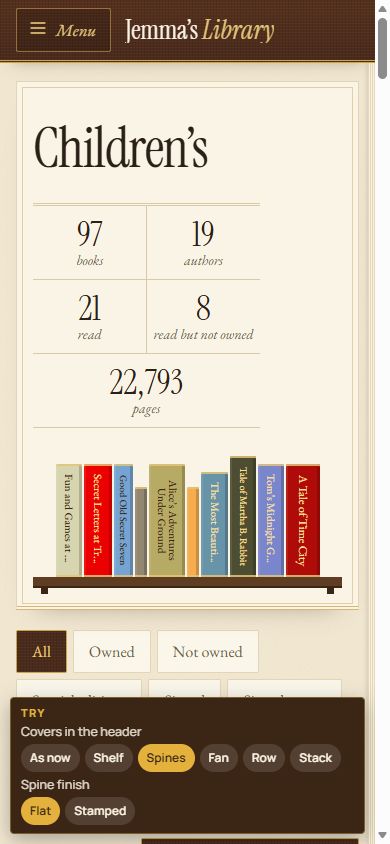 Menu
Jemma's Library
Children's
97
books
19
authors
21
read
8
read but not owned
22,793
pages
Fun and Games at ...
Secret Letters at Tr...
Good Old Secret Seven
Alice's Adventures
Under Ground
The Most Beauti...
Tale of Martha B. Rabbit
Tom's Midnight G...
A Tale of Time City
All
Owned
Not owned
TRY
Covers in the header
As now
Shelf
Spines
Fan
Row
Stack
Spine finish
Flat
Stamped